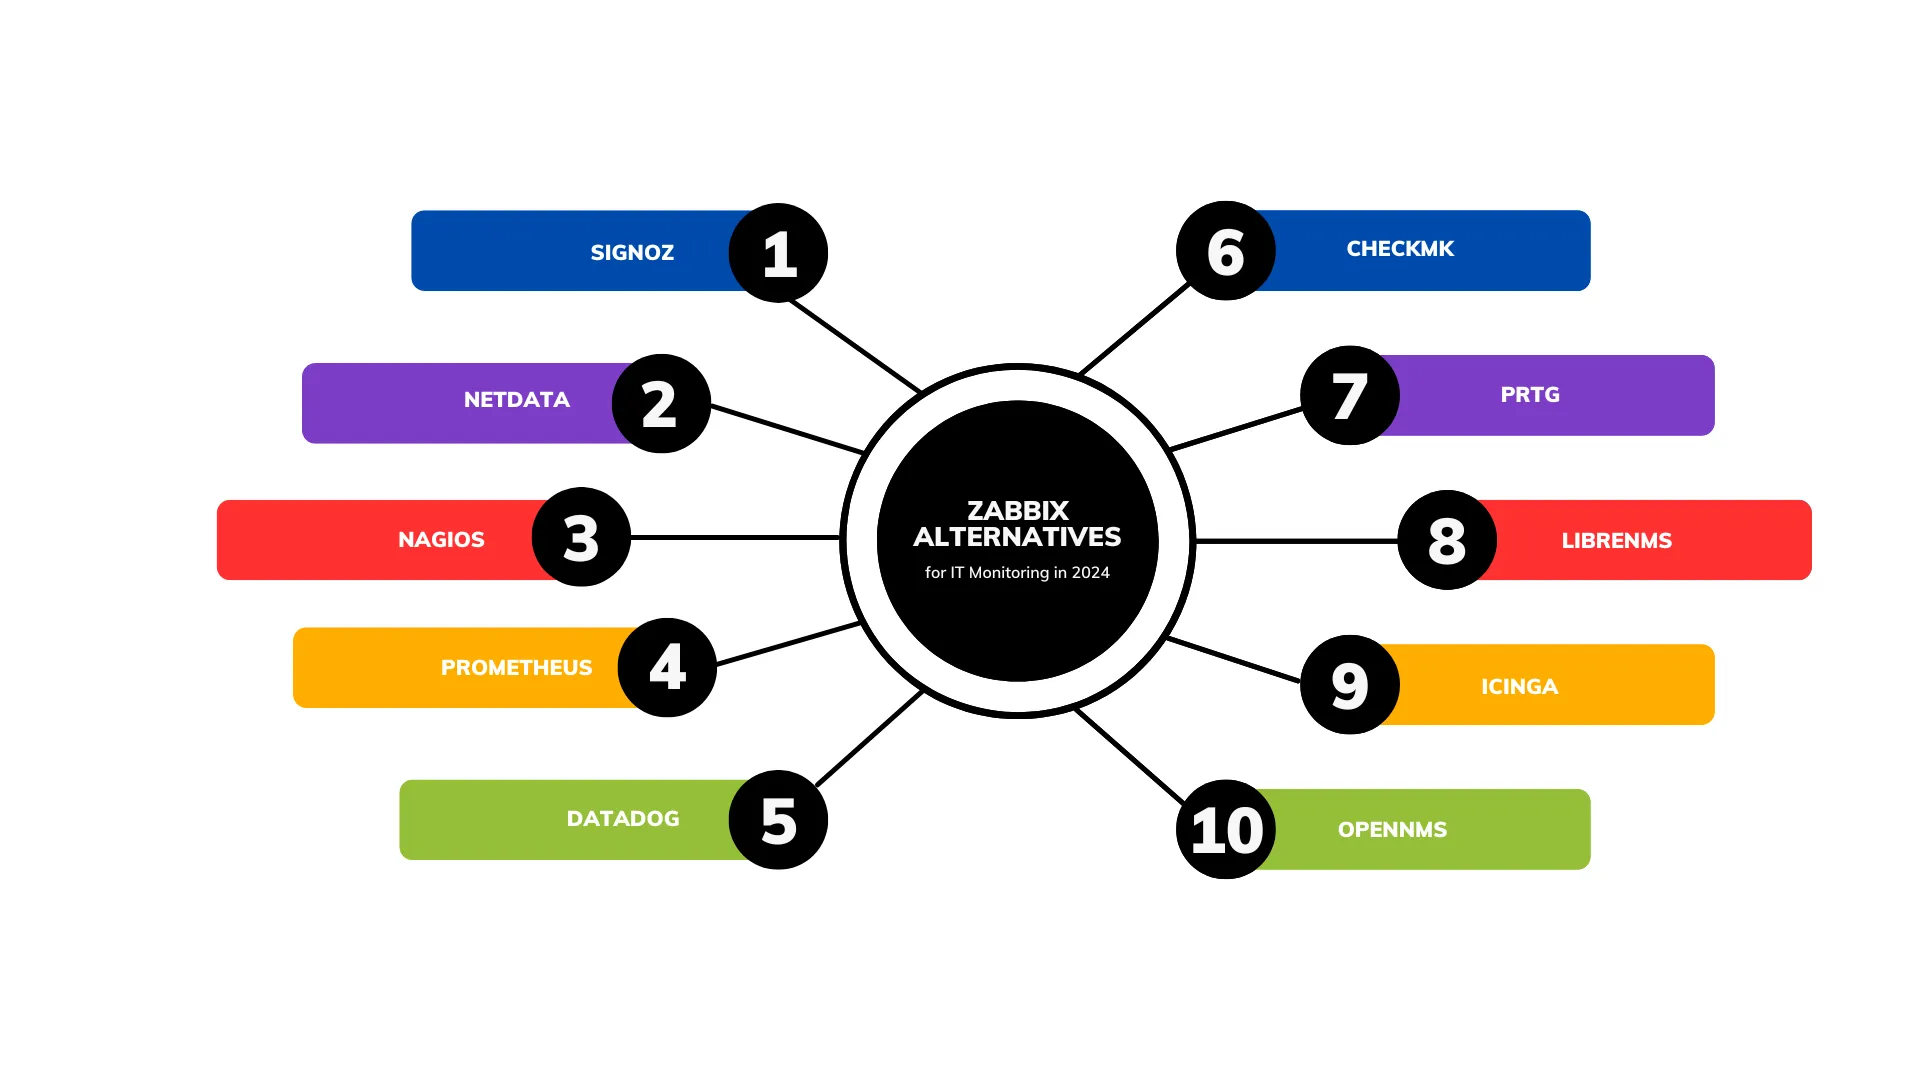 SIGNOZ
1
NETDATA
2
NAGIOS
3
PROMETHEUS
4
DATADOG
5
ZABBIX
ALTERNATIVES
for IT Monitoring in 2024
6
CHECKMK
7
PRTG
8
LIBRENMS
9
ICINGA
10
OPENNMS